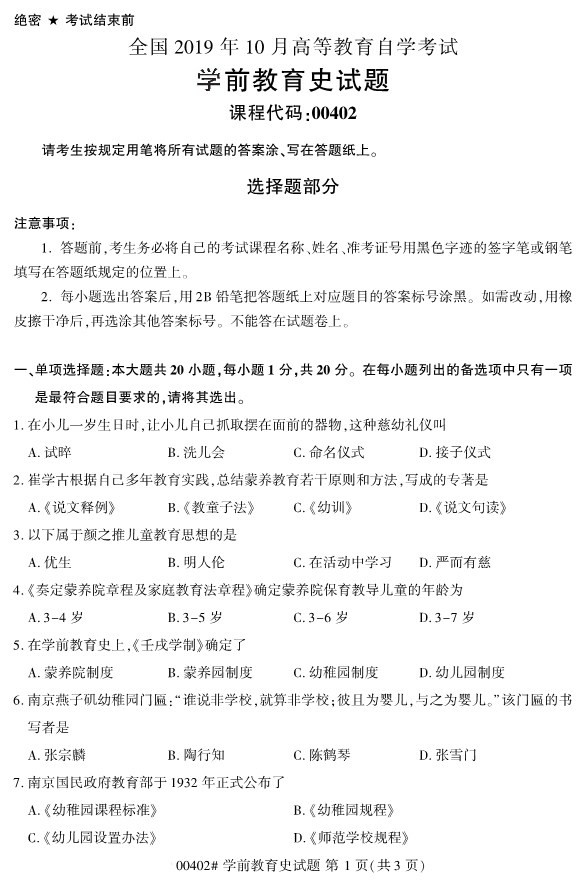 绝密 ★ 考试结束前
全国 2019 年 10 月高等教育自学考试
学前教育史试题
课程代码:00402
请考生按规定用笔将所有试题的答案涂、写在答题纸上。
选择题部分
注意事项:
1. 答题前,考生务必将自己的考试课程名称、姓名、准考证号用黑色字迹的签字笔或钢笔
填写在答题纸规定的位置上。
2. 每小题选出答案后,用 2B 铅笔把答题纸上对应题目的答案标号涂黑。如需改动,用橡
皮擦干净后,再选涂其他答案标号。不能答在试题卷上。
一、单项选择题:本大题共 20 小题,每小题 1 分,共 20 分。在每小题列出的备选项中只有一项
是最符合题目要求的,请将其选出。
1. 在小儿一岁生日时,让小儿自己抓取摆在面前的器物,这种慈幼礼仪叫
A. 试晬 B. 洗儿会 C. 命名仪式 D. 接子仪式
2. 崔学古根据自己多年教育实践,总结蒙养教育若干原则和方法,写成的专著是
A.《说文释例》 B.《教童子法》 C.《幼训》 D.《说文句读》
3. 以下属于颜之推儿童教育思想的是
A. 优生 B. 明人伦 C. 在活动中学习 D. 严而有慈
4.《奏定蒙养院章程及家庭教育法章程》确定蒙养院保育教导儿童的年龄为
A. 3-4 岁 B. 3-5 岁 C. 3-6 岁 D. 3-7 岁
5. 在学前教育史上,《壬戌学制》确定了
A. 蒙养院制度 B. 蒙养园制度 C. 幼稚园制度 D. 幼儿园制度
6. 南京燕子矶幼稚园门匾:“谁说非学校,就算非学校;彼且为婴儿,与之为婴儿。”该门匾的书
写者是
A. 张宗麟 B. 陶行知 C. 陈鹤琴 D. 张雪门
7. 南京国民政府教育部于 1932 年正式公布了
A.《幼稚园课程标准》 B.《幼稚园规程》
C.《幼儿园设置办法》 D.《师范学校规程》
00402# 学前教育史试题 第 1 页(共 3 页)